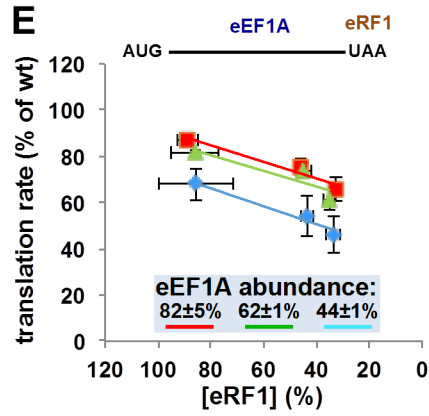 E
eEF1A
eRF1
AUG
UAA
translation rate (% of wt)
120
100
80
60
40
20
0
eEF1A abundance:
82±5% 62±1% 44±1%
120 100 80 60 40 20 0
[eRF1] (%)